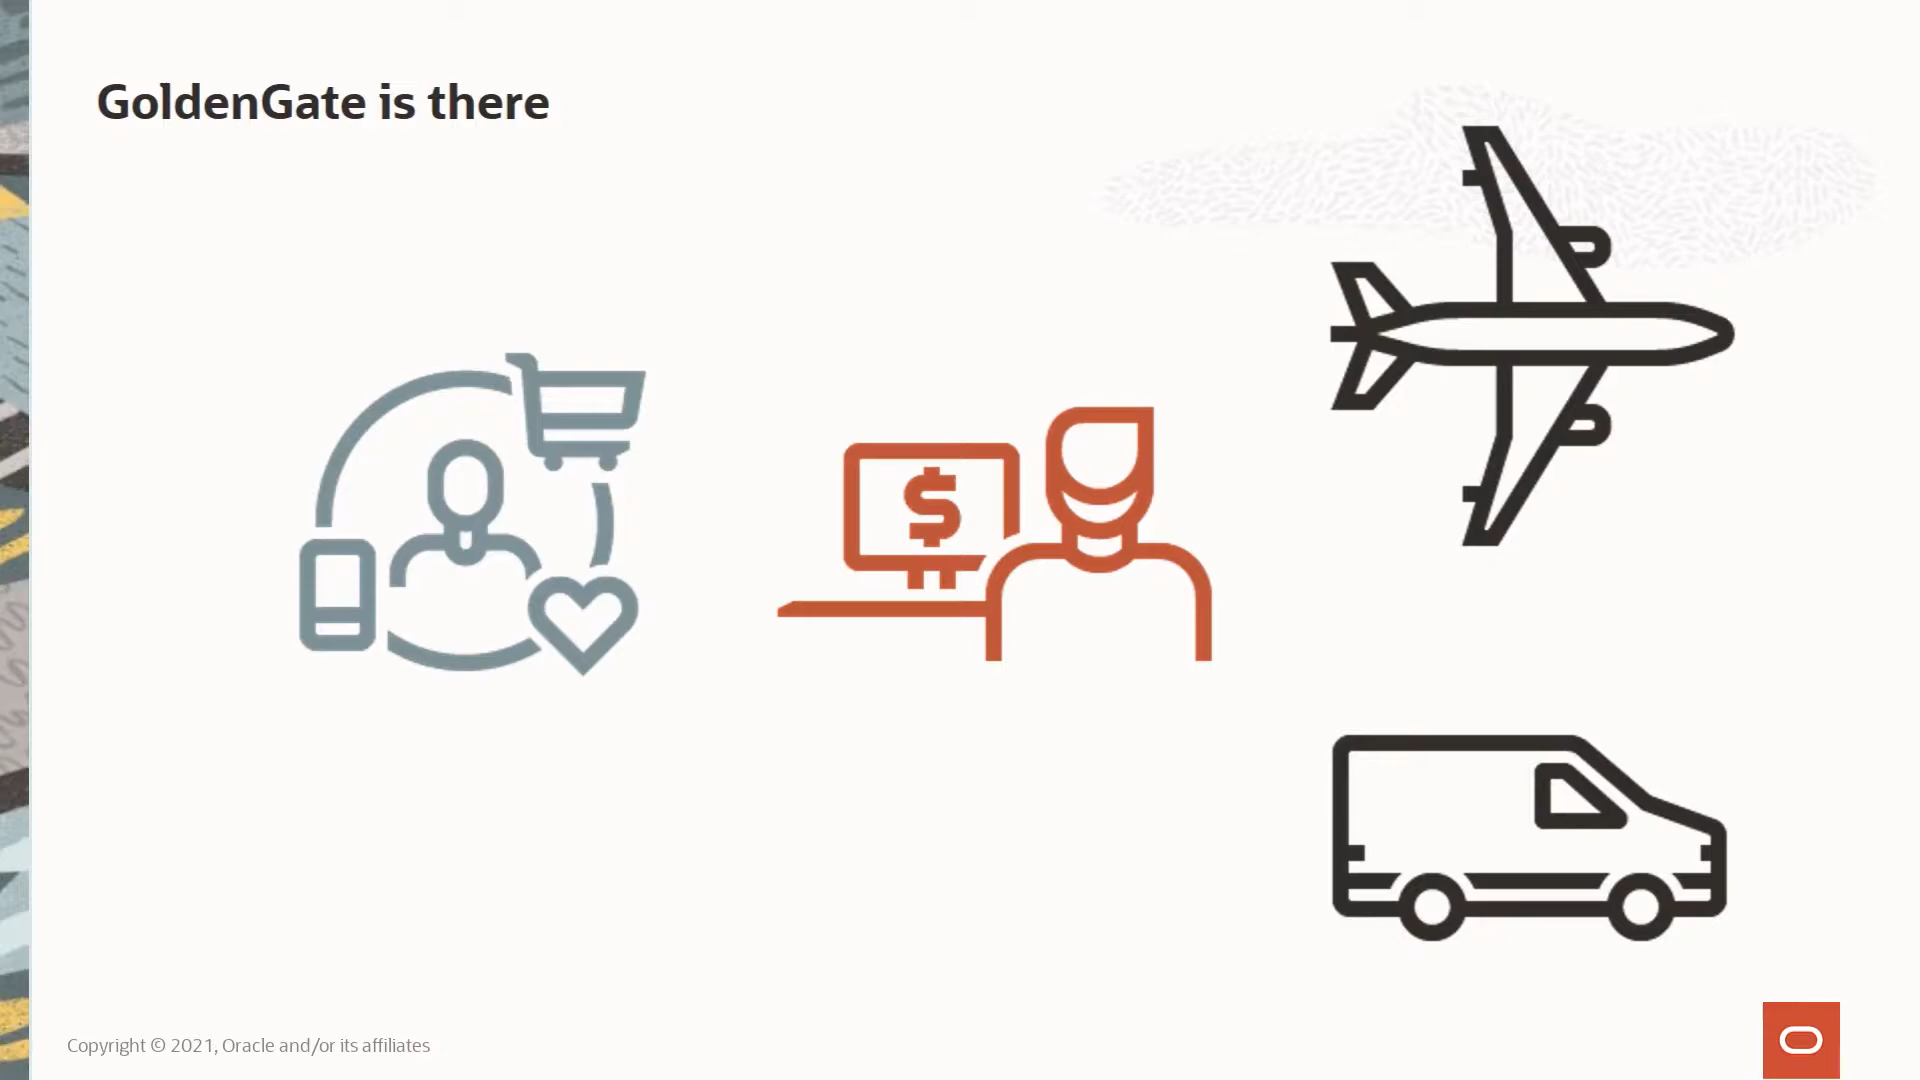 GoldenGate is there
$
Copyright © 2021, Oracle and/or its affiliates